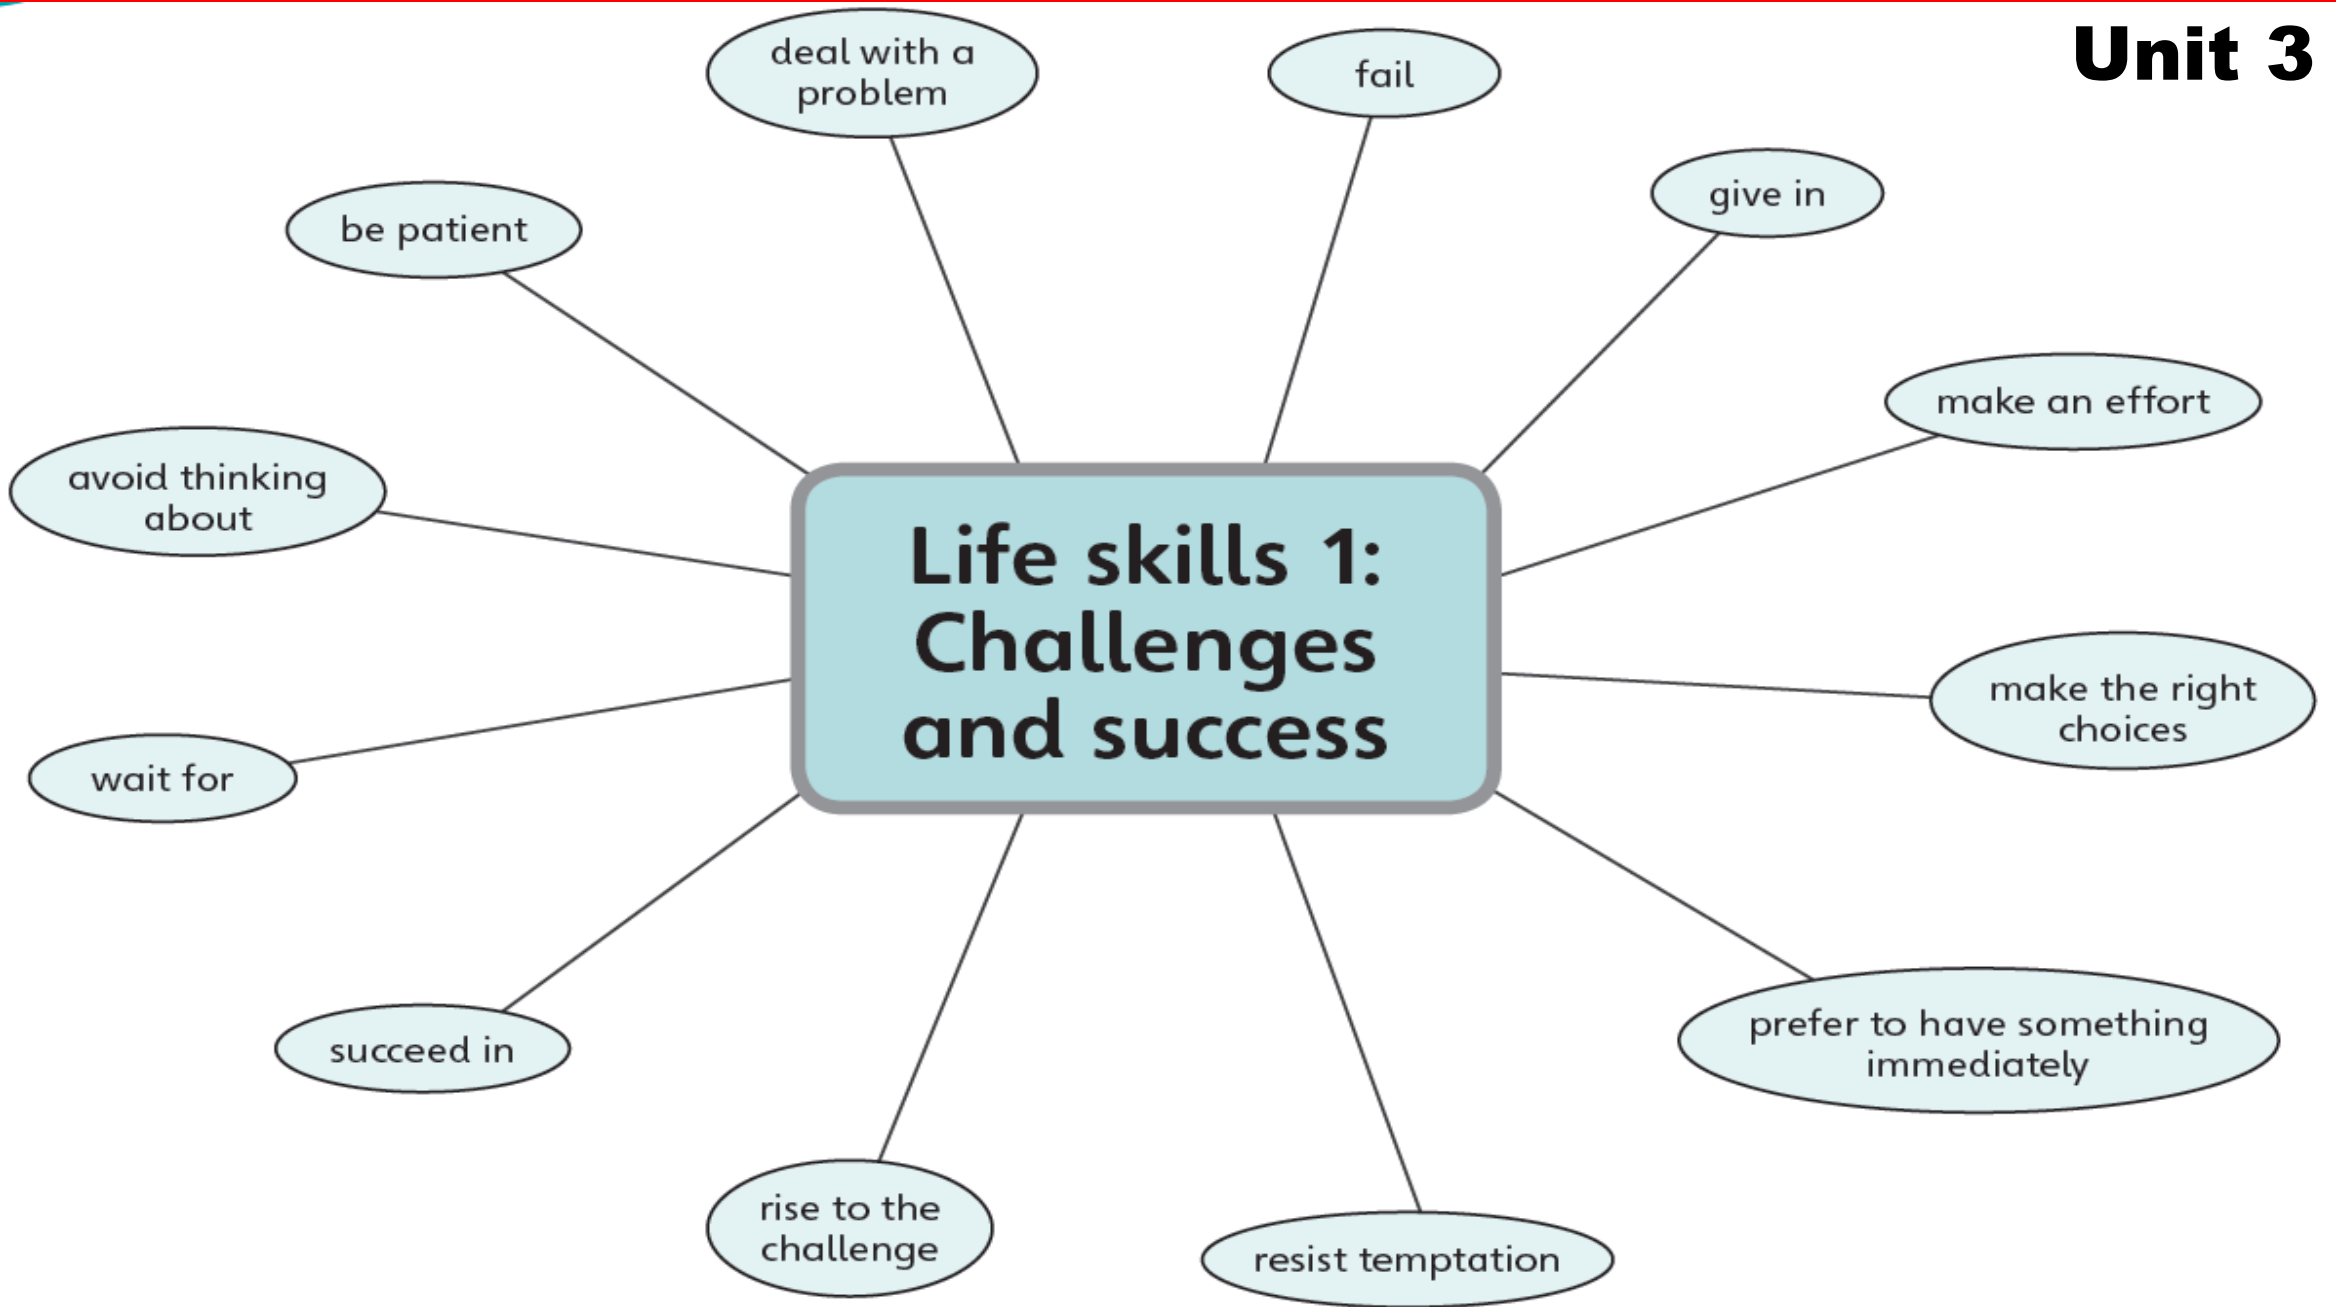 Unit 3
deal with a
problem
fail
give in
be patient
make an effort
avoid thinking
about
Life skills 1:
Challenges
and success
make the right
choices
wait for
prefer to have something
immediately
succeed in
rise to the
challenge
resist temptation